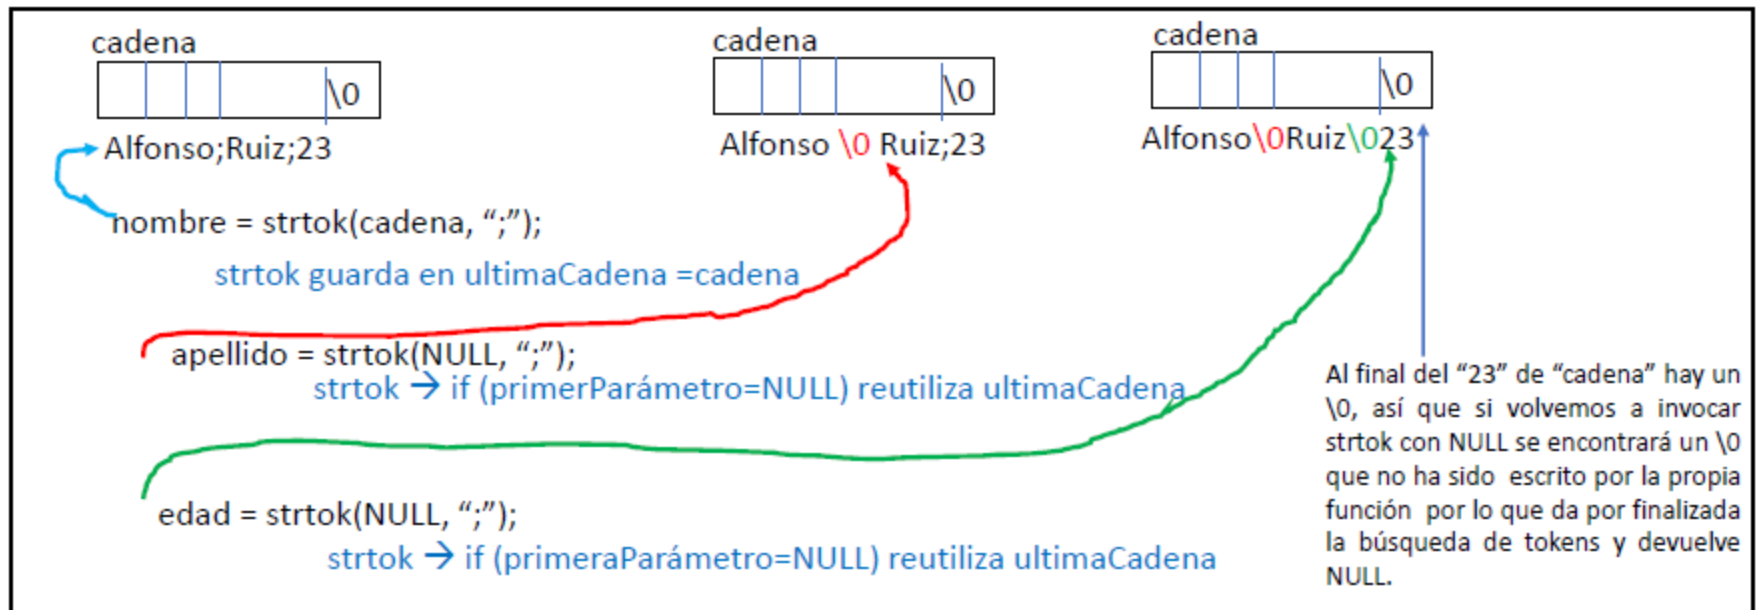 cadena
\0
Alfonso;Ruiz;23
cadena
\0
Alfonso \0 Ruiz;23
cadena
\0
Alfonso\0Ruiz\023
nombre = strtok(cadena, “;”);
strtok guarda en ultimaCadena =cadena
apellido = strtok(NULL, “;”);
strtok → if (primerParámetro=NULL) reutiliza ultimaCadena
edad = strtok(NULL, “;”);
strtok → if (primeraParámetro=NULL) reutiliza ultimaCadena
Al final del “23” de “cadena” hay un
\0, así que si volvemos a invocar
strtok con NULL se encontrará un \0
que no ha sido escrito por la propia
función por lo que da por finalizada
la búsqueda de tokens y devuelve
NULL.